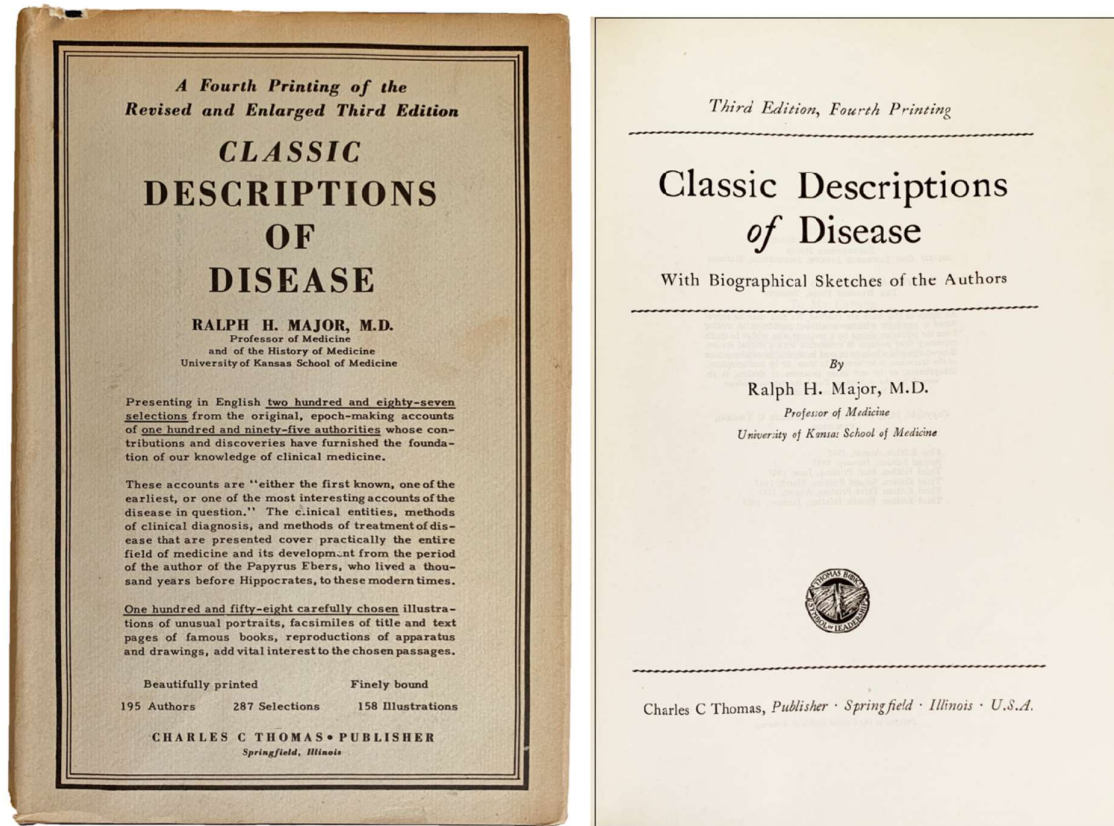 A Fourth Printing of the
Revised and Enlarged Third Edition
CLASSIC
DESCRIPTIONS
OF
DISEASE
RALPH H. MAJOR, M.D.
Professor of Medicine
and of the History of Medicine
University of Kansas School of Medicine
Presenting in English two hundred and eighty-seven
selections from the original, epoch-making accounts
of one hundred and ninety-five authorities whose con-
tributions and discoveries have furnished the founda-
tion of our knowledge of clinical medicine.
These accounts are "either the first known, one of the
earliest, or one of the most interesting accounts of the
disease in question." The clinical entities, methods
of clinical diagnosis, and methods of treatment of dis-
ease that are presented cover practically the entire
field of medicine and its development from the period
of the author of the Papyrus Ebers, who lived a thou-
sand years before Hippocrates, to these modern times.
One hundred and fifty-eight carefully chosen illustra-
tions of unusual portraits, facsimiles of title and text
pages of famous books, reproductions of apparatus
and drawings, add vital interest to the chosen passages.
Beautifully printed Finely bound
195 Authors 287 Selections 158 Illustrations
CHARLES C THOMAS • PUBLISHER
Springfield, Illinois
Third Edition, Fourth Printing
Classic Descriptions
of Disease
With Biographical Sketches of the Authors
By
Ralph H. Major, M.D.
Professor of Medicine
University of Kansas School of Medicine
THOMAS BOOKS
SYMBOL OF LEADERSHIP
Charles C Thomas, Publisher · Springfield · Illinois · U.S.A.